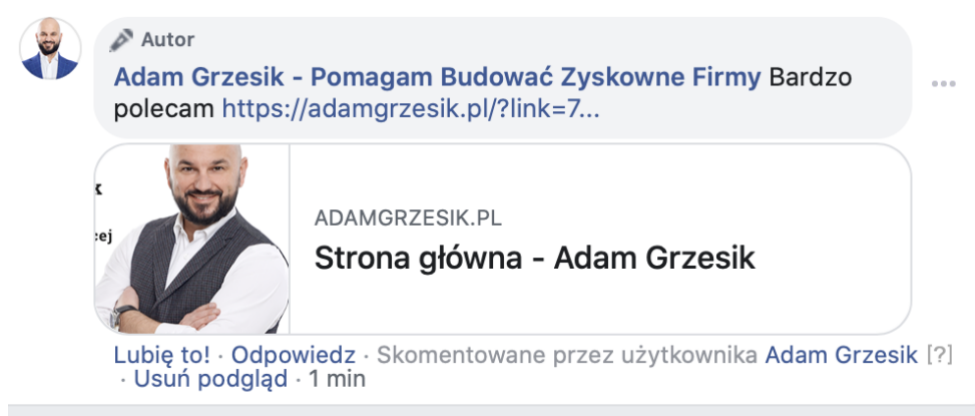 Autor
Adam Grzesik - Pomagam Budować Zyskowne Firmy Bardzo
polecam https://adamgrzesik.pl/?link=7...
k
:ej
ADAMGRZESIK.PL
Strona główna - Adam Grzesik
Lubię to! · Odpowiedz · Skomentowane przez użytkownika Adam Grzesik [?]
· Usuń podgląd · 1 min